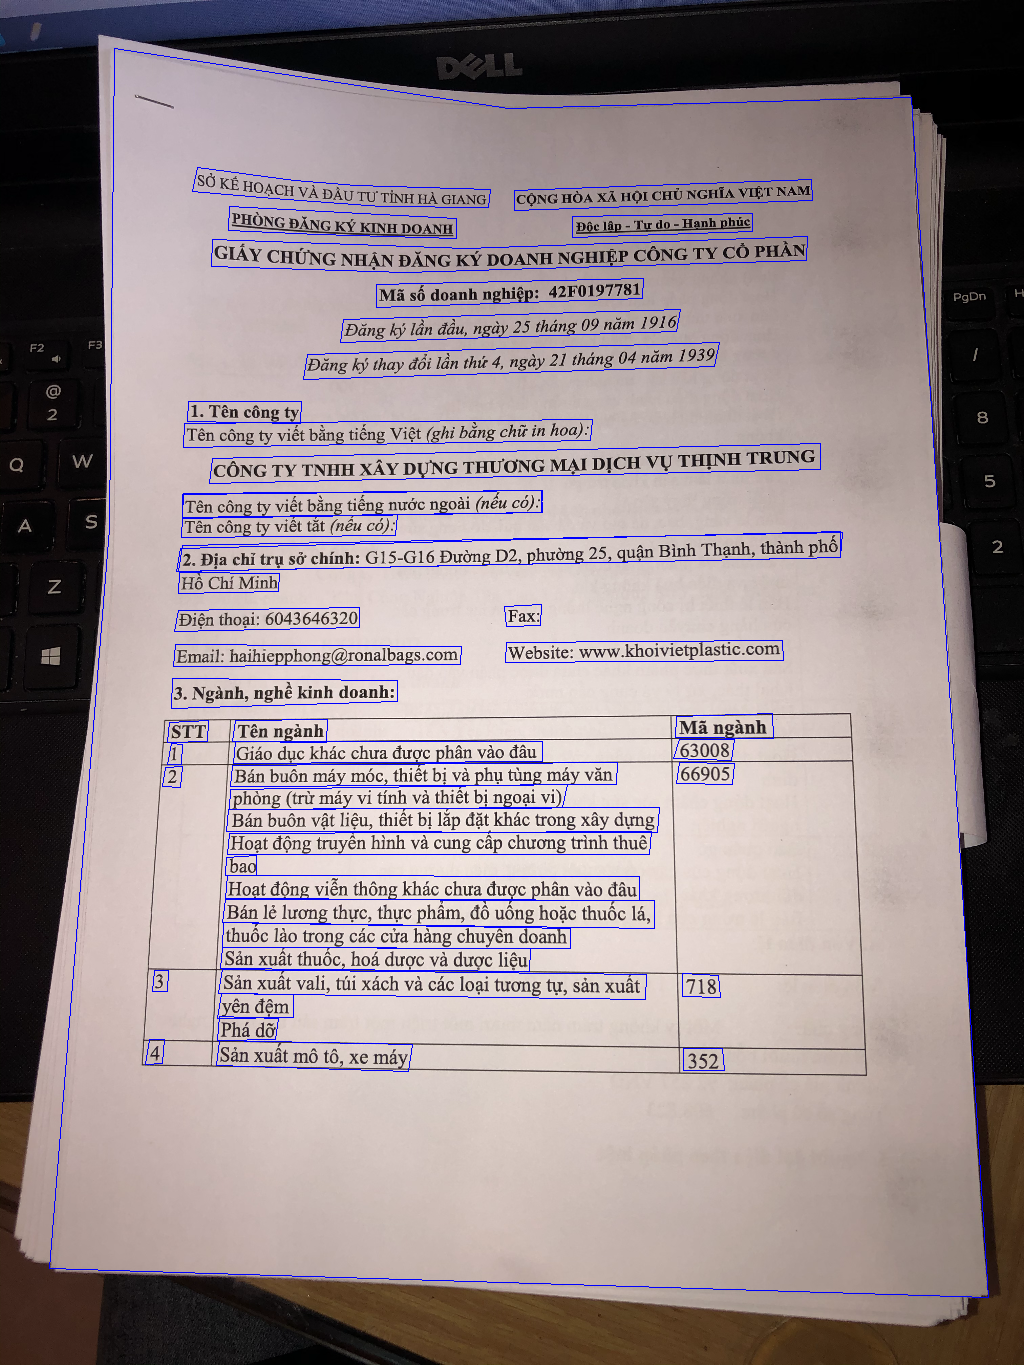 DELL
SỞ KẾ HOẠCH VÀ ĐẦU TƯ TỈNH HÀ GIANG
CỘNG HÒA XÃ HỘI CHỦ NGHĨA VIỆT NAM
PHÒNG ĐĂNG KÝ KINH DOANH
Độc lập - Tự do - Hạnh phúc
GIẤY CHỨNG NHẬN ĐĂNG KÝ DOANH NGHIỆP CÔNG TY CỔ PHẦN
Mã số doanh nghiệp: 42F0197781
Đăng ký lần đầu, ngày 25 tháng 09 năm 1916
Đăng ký thay đổi lần thứ 4, ngày 21 tháng 04 năm 1939
1. Tên công ty
Tên công ty viết bằng tiếng Việt (ghi bằng chữ in hoa):
CÔNG TY TNHH XÂY DỰNG THƯƠNG MẠI DỊCH VỤ THỊNH TRUNG
Tên công ty viết bằng tiếng nước ngoài (nếu có):
Tên công ty viết tắt (nếu có):
2. Địa chỉ trụ sở chính: G15-G16 Đường D2, phường 25, quận Bình Thạnh, thành phố
Hồ Chí Minh
Điện thoại: 6043646320
Fax:
Email: haihiepphong@ronalbags.com
Website: www.khoivietplastic.com
3. Ngành, nghề kinh doanh:
STT Tên ngành Mã ngành
1 Giáo dục khác chưa được phân vào đâu 63008
2 Bán buôn máy móc, thiết bị và phụ tùng máy văn 66905
phòng (trừ máy vi tính và thiết bị ngoại vi)
Bán buôn vật liệu, thiết bị lắp đặt khác trong xây dựng
Hoạt động truyền hình và cung cấp chương trình thuê
bao
Hoạt động viễn thông khác chưa được phân vào đâu
Bán lẻ lương thực, thực phẩm, đồ uống hoặc thuốc lá,
thuốc lào trong các cửa hàng chuyên doanh
Sản xuất thuốc, hoá dược và dược liệu
3 Sản xuất vali, túi xách và các loại tương tự, sản xuất 718
yên đệm
Phá dỡ
4 Sản xuất mô tô, xe máy 352
F2
F3
@
2
Q
W
A
S
Z
PgDn
H
/
8
5
2